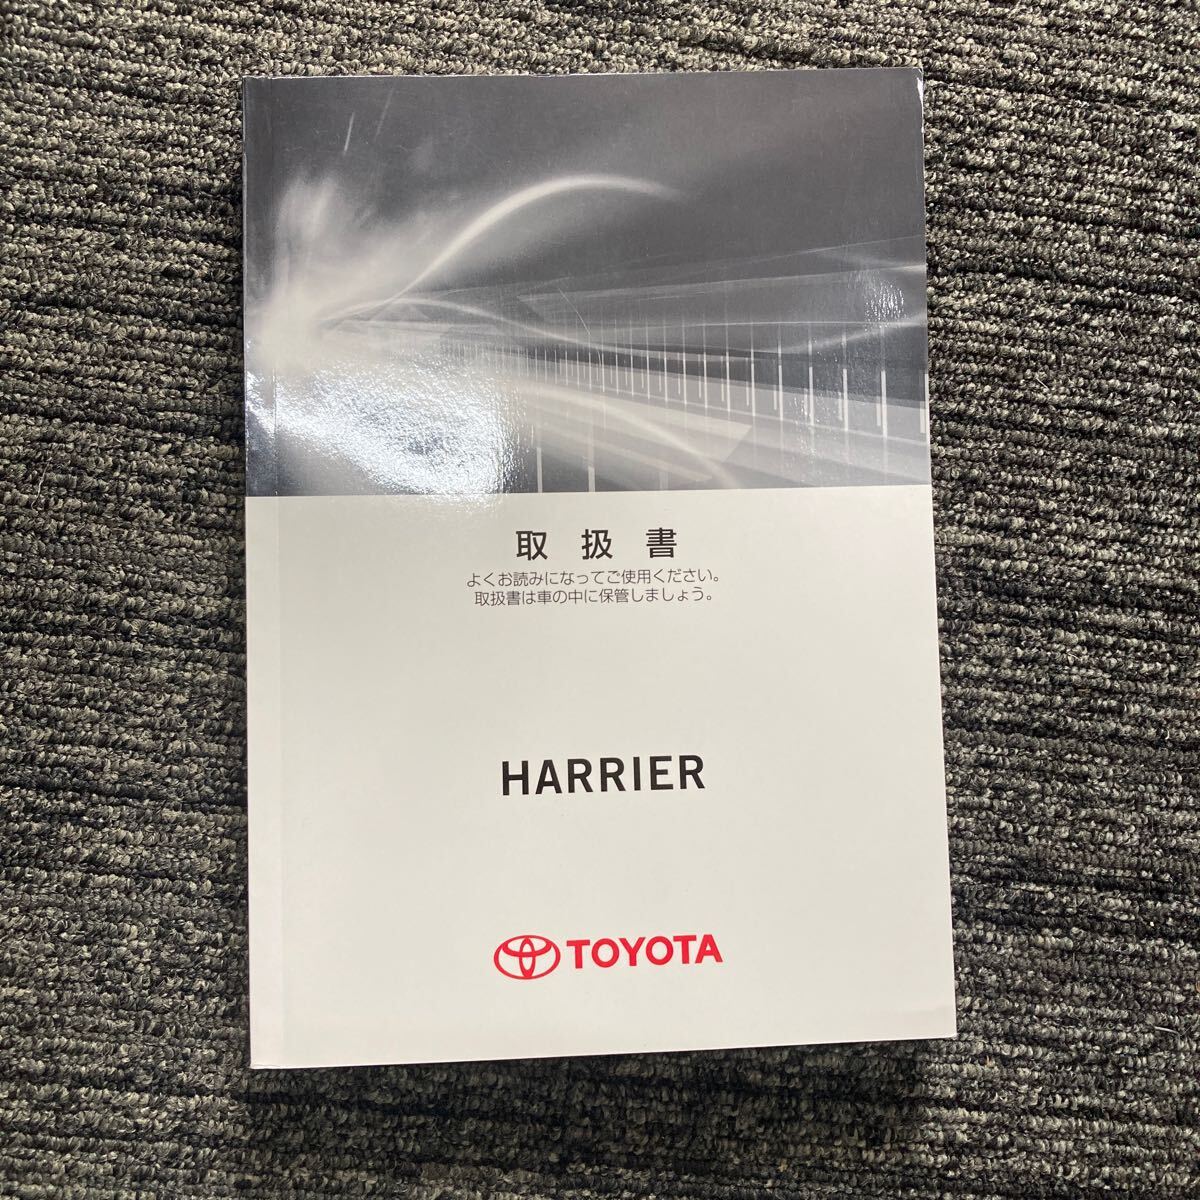 取扱書
よくお読みになってご使用ください。
取扱書は車の中に保管しましょう。
HARRIER
TOYOTA